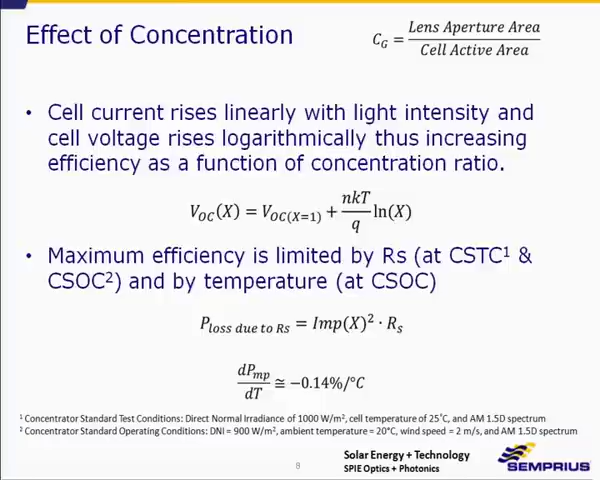 Effect of Concentration
C_G = Lens Aperture Area / Cell Active Area
• Cell current rises linearly with light intensity and
cell voltage rises logarithmically thus increasing
efficiency as a function of concentration ratio.
V_OC(X) = V_OC(X=1) + nkT/q ln(X)
• Maximum efficiency is limited by Rs (at CSTC¹ &
CSOC²) and by temperature (at CSOC)
P_loss due to Rs = Imp(X)² · R_s
dP_mp/dT ≅ −0.14%/°C
¹ Concentrator Standard Test Conditions: Direct Normal Irradiance of 1000 W/m², cell temperature of 25°C, and AM 1.5D spectrum
² Concentrator Standard Operating Conditions: DNI = 900 W/m², ambient temperature = 20°C, wind speed = 2 m/s, and AM 1.5D spectrum
8
Solar Energy + Technology
SPIE Optics + Photonics
SEMPRIUS